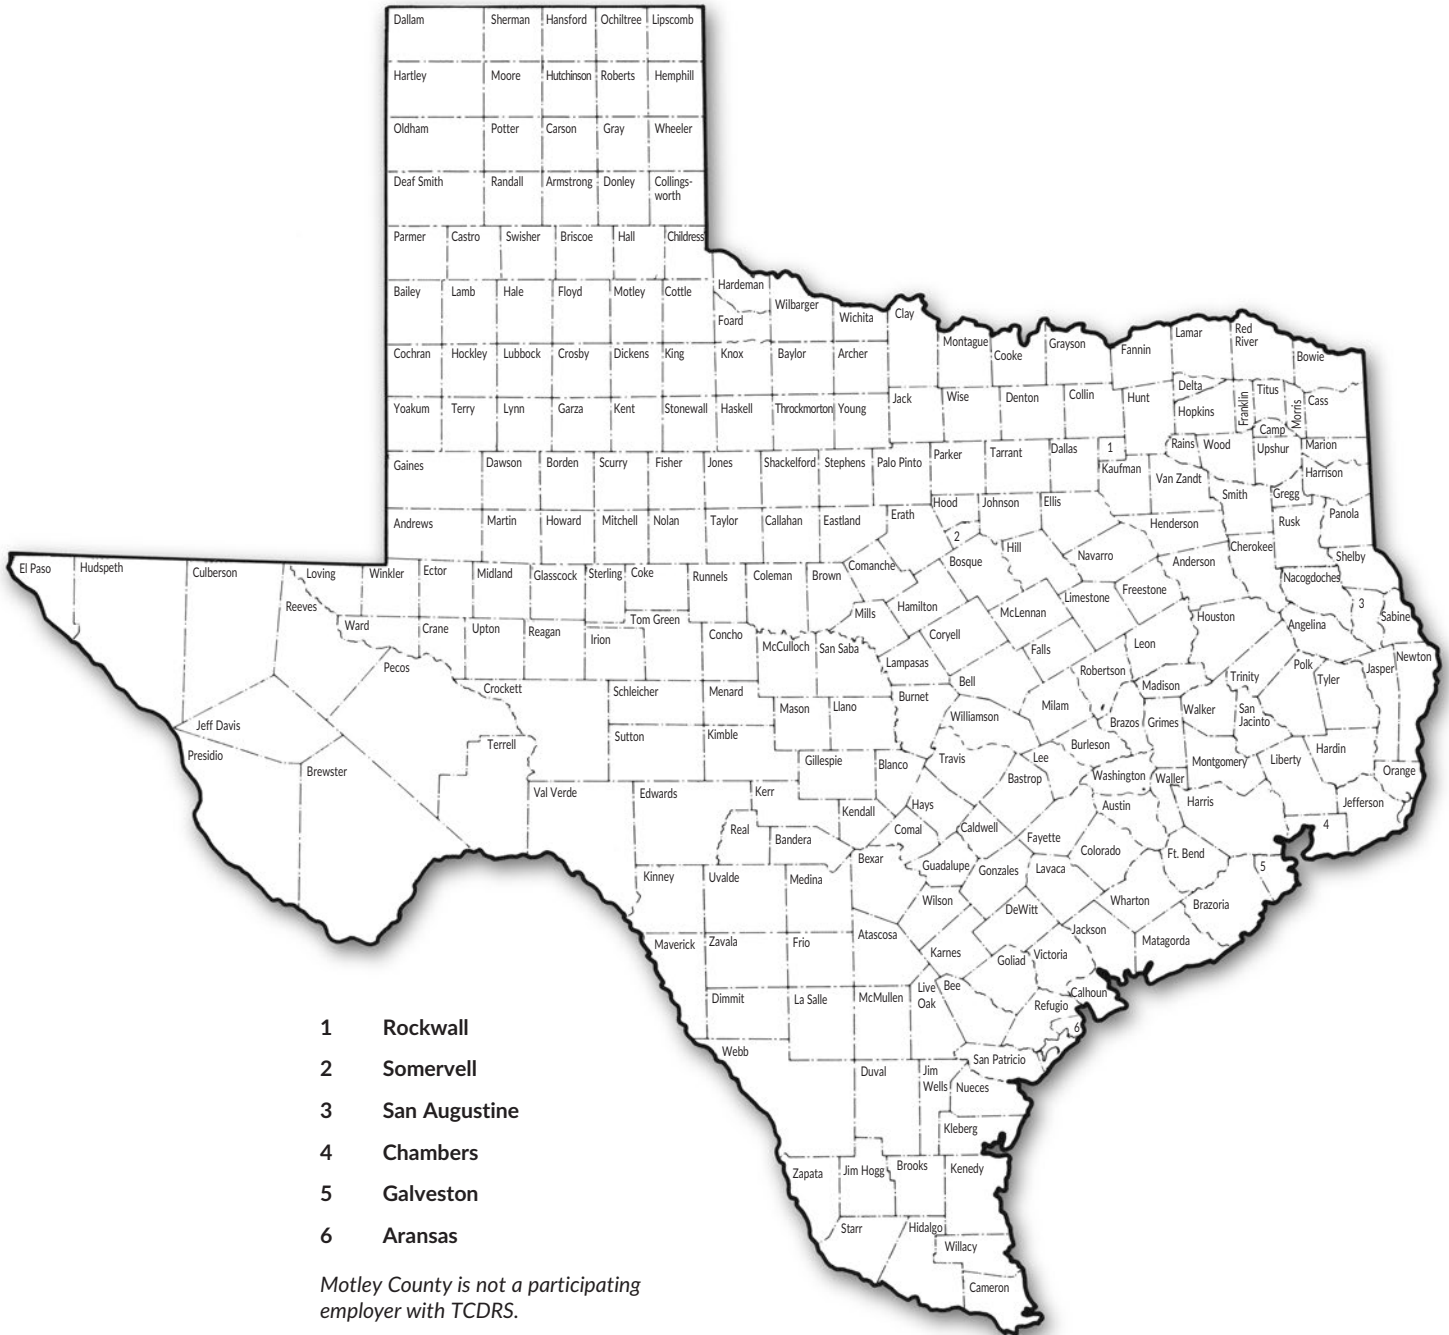 Dallam
Sherman
Hansford
Ochiltree
Lipscomb
Hartley
Moore
Hutchinson
Roberts
Hemphill
Oldham
Potter
Carson
Gray
Wheeler
Deaf Smith
Randall
Armstrong
Donley
Collings-
worth
Parmer
Castro
Swisher
Briscoe
Hall
Childress
Bailey
Lamb
Hale
Floyd
Motley
Cottle
Hardeman
Foard
Wilbarger
Wichita
Clay
Montague
Cooke
Grayson
Fannin
Lamar
Red
River
Bowie
Cochran
Hockley
Lubbock
Crosby
Dickens
King
Knox
Baylor
Archer
Yoakum
Terry
Lynn
Garza
Kent
Stonewall
Haskell
Throckmorton
Young
Jack
Wise
Denton
Collin
Hunt
Delta
Hopkins
Franklin
Titus
Camp
Morris
Cass
Gaines
Dawson
Borden
Scurry
Fisher
Jones
Shackelford
Stephens
Palo Pinto
Parker
Tarrant
Dallas
1
Kaufman
Rains
Wood
Upshur
Marion
Harrison
Van Zandt
Smith
Gregg
Andrews
Martin
Howard
Mitchell
Nolan
Taylor
Callahan
Eastland
Erath
Hood
Johnson
Ellis
2
Henderson
Rusk
Panola
El Paso
Hudspeth
Culberson
Loving
Reeves
Winkler
Ector
Midland
Glasscock
Sterling
Coke
Runnels
Coleman
Brown
Comanche
Bosque
Hill
Navarro
Anderson
Cherokee
Shelby
Nacogdoches
Ward
Crane
Upton
Reagan
Irion
Tom Green
Concho
McCulloch
San Saba
Mills
Hamilton
Coryell
McLennan
Limestone
Freestone
Houston
Angelina
3
Sabine
Pecos
Crockett
Schleicher
Menard
Mason
Llano
Lampasas
Burnet
Bell
Falls
Robertson
Leon
Madison
Trinity
Polk
Tyler
Jasper
Newton
Jeff Davis
Presidio
Brewster
Terrell
Sutton
Kimble
Gillespie
Blanco
Williamson
Travis
Milam
Lee
Burleson
Brazos
Grimes
Walker
San
Jacinto
Hardin
Val Verde
Edwards
Kerr
Kendall
Hays
Bastrop
Washington
Waller
Montgomery
Liberty
Orange
Jefferson
Real
Bandera
Comal
Caldwell
Fayette
Austin
Harris
4
Kinney
Uvalde
Medina
Bexar
Guadalupe
Gonzales
Lavaca
Colorado
Ft. Bend
5
Wilson
DeWitt
Wharton
Brazoria
Maverick
Zavala
Frio
Atascosa
Karnes
Goliad
Victoria
Jackson
Matagorda
Dimmit
La Salle
McMullen
Live
Oak
Bee
Refugio
Calhoun
6
Webb
Duval
Jim
Wells
San Patricio
Nueces
Kleberg
Zapata
Jim Hogg
Brooks
Kenedy
Starr
Hidalgo
Willacy
Cameron
1 Rockwall
2 Somervell
3 San Augustine
4 Chambers
5 Galveston
6 Aransas
Motley County is not a participating
employer with TCDRS.